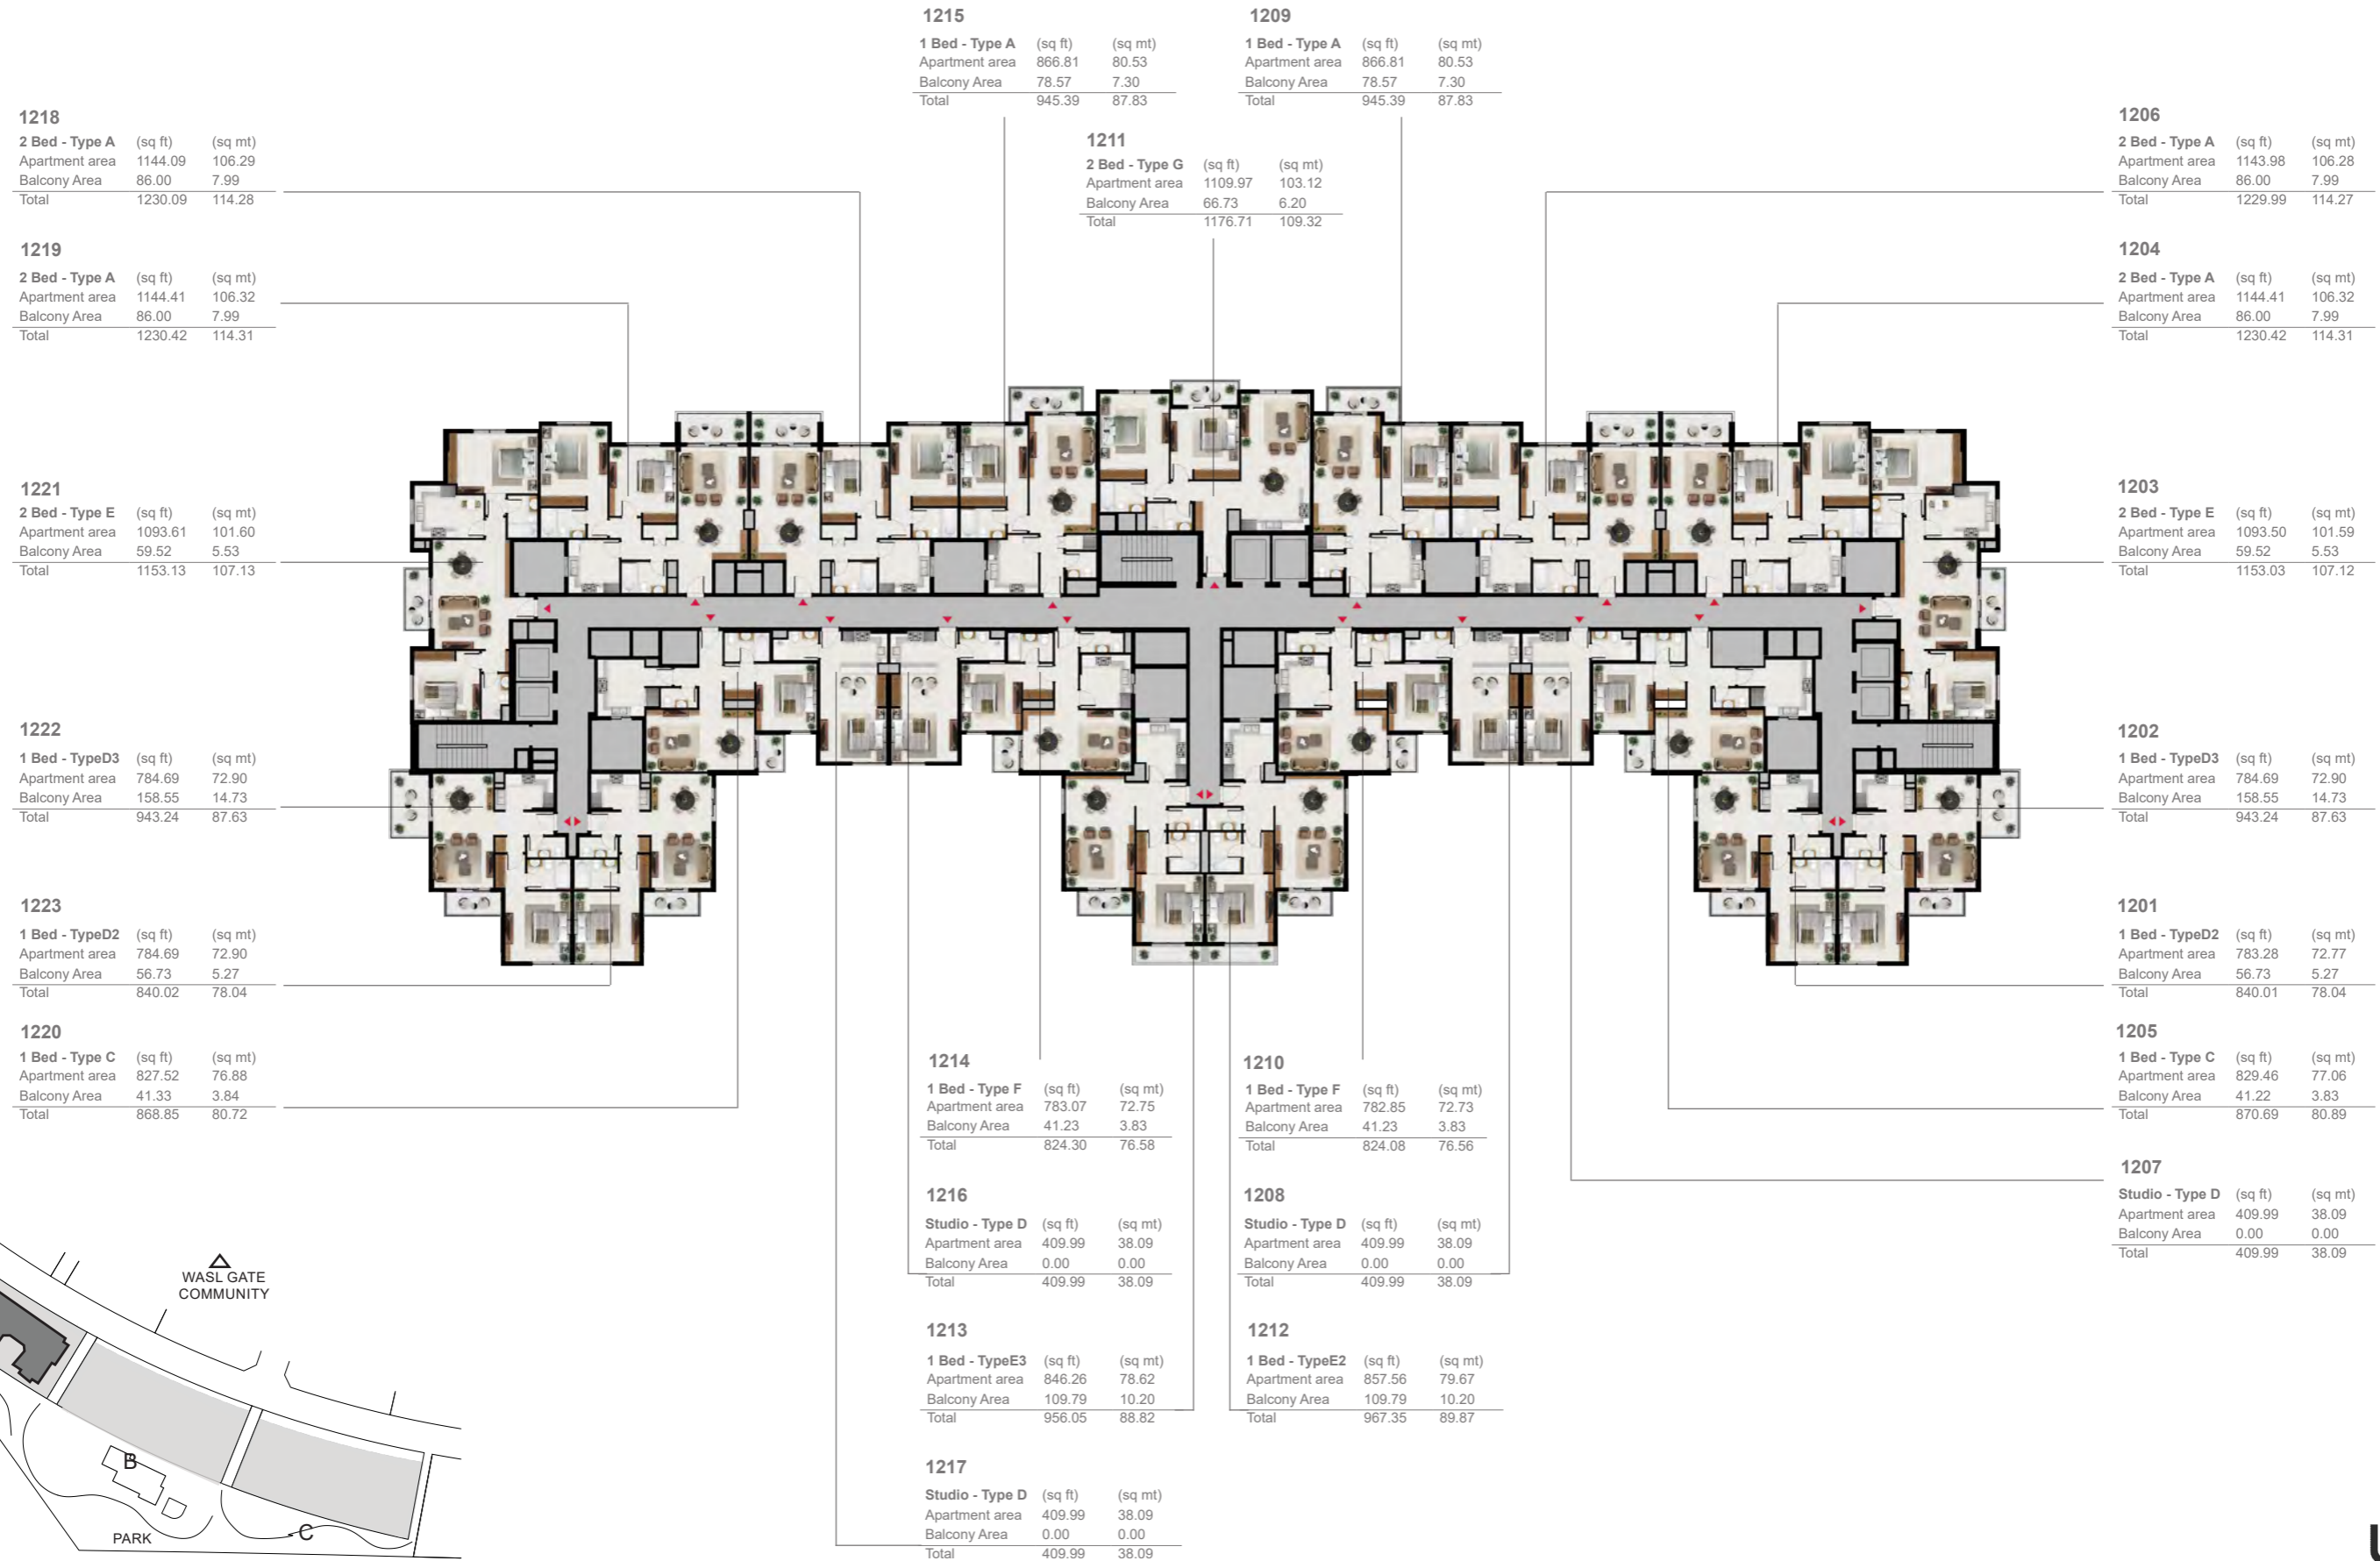 1215
1 Bed - Type A (sq ft) (sq mt)
Apartment area 866.81 80.53
Balcony Area 78.57 7.30
Total 945.39 87.83
1209
1 Bed - Type A (sq ft) (sq mt)
Apartment area 866.81 80.53
Balcony Area 78.57 7.30
Total 945.39 87.83
1211
2 Bed - Type G (sq ft) (sq mt)
Apartment area 1109.97 103.12
Balcony Area 66.73 6.20
Total 1176.71 109.32
1218
2 Bed - Type A (sq ft) (sq mt)
Apartment area 1144.09 106.29
Balcony Area 86.00 7.99
Total 1230.09 114.28
1219
2 Bed - Type A (sq ft) (sq mt)
Apartment area 1144.41 106.32
Balcony Area 86.00 7.99
Total 1230.42 114.31
1221
2 Bed - Type E (sq ft) (sq mt)
Apartment area 1093.61 101.60
Balcony Area 59.52 5.53
Total 1153.13 107.13
1222
1 Bed - TypeD3 (sq ft) (sq mt)
Apartment area 784.69 72.90
Balcony Area 158.55 14.73
Total 943.24 87.63
1223
1 Bed - TypeD2 (sq ft) (sq mt)
Apartment area 784.69 72.90
Balcony Area 56.73 5.27
Total 840.02 78.04
1220
1 Bed - Type C (sq ft) (sq mt)
Apartment area 827.52 76.88
Balcony Area 41.33 3.84
Total 868.85 80.72
1206
2 Bed - Type A (sq ft) (sq mt)
Apartment area 1143.98 106.28
Balcony Area 86.00 7.99
Total 1229.99 114.27
1204
2 Bed - Type A (sq ft) (sq mt)
Apartment area 1144.41 106.32
Balcony Area 86.00 7.99
Total 1230.42 114.31
1203
2 Bed - Type E (sq ft) (sq mt)
Apartment area 1093.50 101.59
Balcony Area 59.52 5.53
Total 1153.03 107.12
1202
1 Bed - TypeD3 (sq ft) (sq mt)
Apartment area 784.69 72.90
Balcony Area 158.55 14.73
Total 943.24 87.63
1201
1 Bed - TypeD2 (sq ft) (sq mt)
Apartment area 783.28 72.77
Balcony Area 56.73 5.27
Total 840.01 78.04
1205
1 Bed - Type C (sq ft) (sq mt)
Apartment area 829.46 77.06
Balcony Area 41.22 3.83
Total 870.69 80.89
1207
Studio - Type D (sq ft) (sq mt)
Apartment area 409.99 38.09
Balcony Area 0.00 0.00
Total 409.99 38.09
1214
1 Bed - Type F (sq ft) (sq mt)
Apartment area 783.07 72.75
Balcony Area 41.23 3.83
Total 824.30 76.58
1210
1 Bed - Type F (sq ft) (sq mt)
Apartment area 782.85 72.73
Balcony Area 41.23 3.83
Total 824.08 76.56
1216
Studio - Type D (sq ft) (sq mt)
Apartment area 409.99 38.09
Balcony Area 0.00 0.00
Total 409.99 38.09
1208
Studio - Type D (sq ft) (sq mt)
Apartment area 409.99 38.09
Balcony Area 0.00 0.00
Total 409.99 38.09
1213
1 Bed - TypeE3 (sq ft) (sq mt)
Apartment area 846.26 78.62
Balcony Area 109.79 10.20
Total 956.05 88.82
1212
1 Bed - TypeE2 (sq ft) (sq mt)
Apartment area 857.56 79.67
Balcony Area 109.79 10.20
Total 967.35 89.87
1217
Studio - Type D (sq ft) (sq mt)
Apartment area 409.99 38.09
Balcony Area 0.00 0.00
Total 409.99 38.09
WASL GATE
COMMUNITY
B
C
PARK